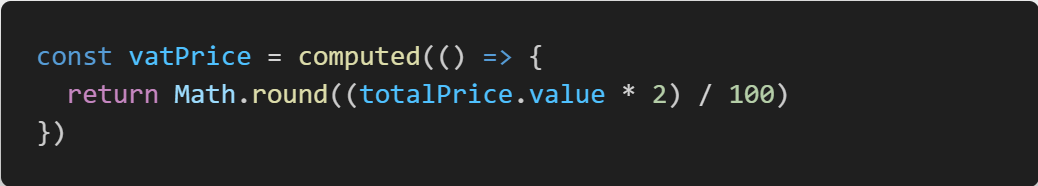 const vatPrice = computed(() => {
  return Math.round((totalPrice.value * 2) / 100)
})